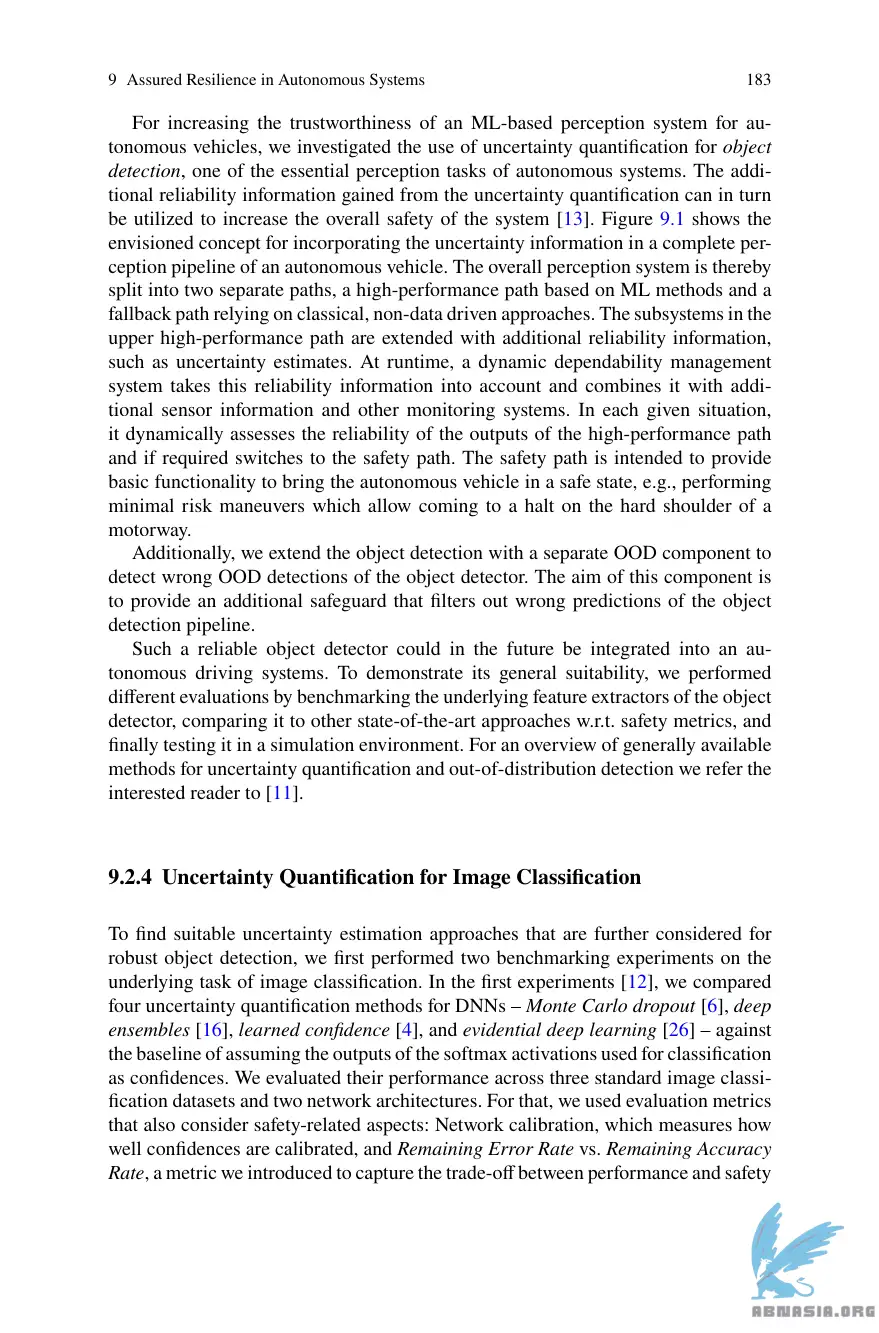 9 Assured Resilience in Autonomous Systems 183
For increasing the trustworthiness of an ML-based perception system for au-
tonomous vehicles, we investigated the use of uncertainty quantification for object
detection, one of the essential perception tasks of autonomous systems. The addi-
tional reliability information gained from the uncertainty quantification can in turn
be utilized to increase the overall safety of the system [13]. Figure 9.1 shows the
envisioned concept for incorporating the uncertainty information in a complete per-
ception pipeline of an autonomous vehicle. The overall perception system is thereby
split into two separate paths, a high-performance path based on ML methods and a
fallback path relying on classical, non-data driven approaches. The subsystems in the
upper high-performance path are extended with additional reliability information,
such as uncertainty estimates. At runtime, a dynamic dependability management
system takes this reliability information into account and combines it with addi-
tional sensor information and other monitoring systems. In each given situation,
it dynamically assesses the reliability of the outputs of the high-performance path
and if required switches to the safety path. The safety path is intended to provide
basic functionality to bring the autonomous vehicle in a safe state, e.g., performing
minimal risk maneuvers which allow coming to a halt on the hard shoulder of a
motorway.
Additionally, we extend the object detection with a separate OOD component to
detect wrong OOD detections of the object detector. The aim of this component is
to provide an additional safeguard that filters out wrong predictions of the object
detection pipeline.
Such a reliable object detector could in the future be integrated into an au-
tonomous driving systems. To demonstrate its general suitability, we performed
different evaluations by benchmarking the underlying feature extractors of the object
detector, comparing it to other state-of-the-art approaches w.r.t. safety metrics, and
finally testing it in a simulation environment. For an overview of generally available
methods for uncertainty quantification and out-of-distribution detection we refer the
interested reader to [11].
9.2.4 Uncertainty Quantification for Image Classification
To find suitable uncertainty estimation approaches that are further considered for
robust object detection, we first performed two benchmarking experiments on the
underlying task of image classification. In the first experiments [12], we compared
four uncertainty quantification methods for DNNs – Monte Carlo dropout [6], deep
ensembles [16], learned confidence [4], and evidential deep learning [26] – against
the baseline of assuming the outputs of the softmax activations used for classification
as confidences. We evaluated their performance across three standard image classi-
fication datasets and two network architectures. For that, we used evaluation metrics
that also consider safety-related aspects: Network calibration, which measures how
well confidences are calibrated, and Remaining Error Rate vs. Remaining Accuracy
Rate, a metric we introduced to capture the trade-off between performance and safety
ABNASIA.ORG